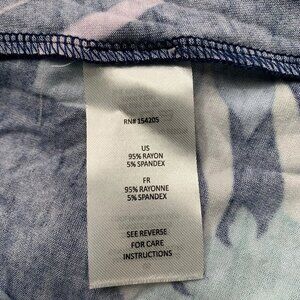 RN# 154205
US
95% RAYON
5% SPANDEX
FR
95% RAYONNE
5% SPANDEX
SEE REVERSE
FOR CARE
INSTRUCTIONS